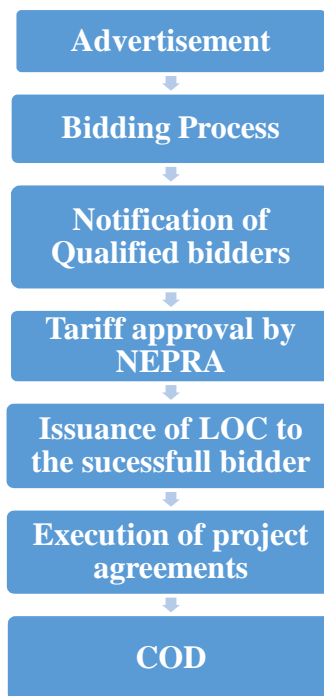 Advertisement
Bidding Process
Notification of
Qualified bidders
Tariff approval by
NEPRA
Issuance of LOC to
the sucessfull bidder
Execution of project
agreements
COD